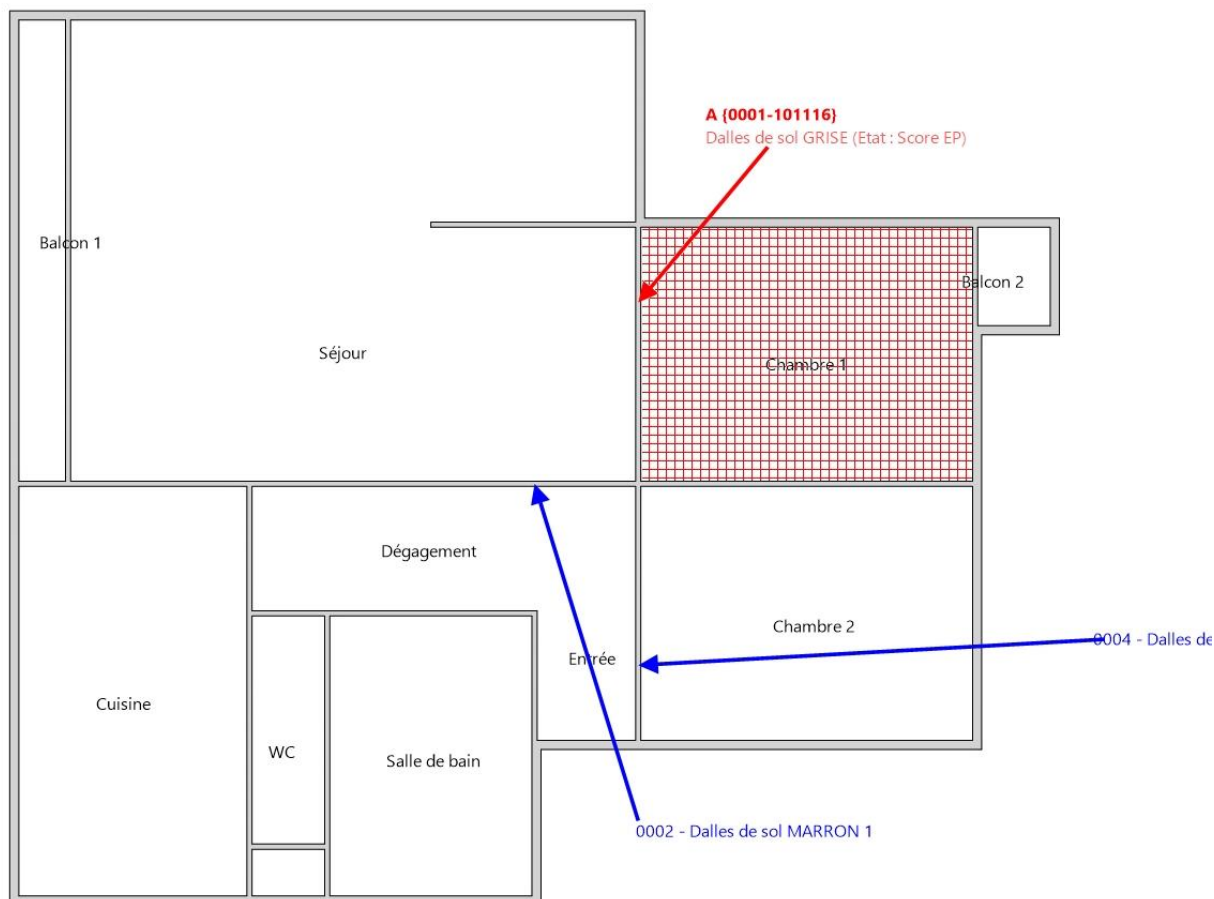 A {0001-101116}
Dalles de sol GRISE (Etat : Score EP)
Balcon 1
Balcon 2
Séjour
Chambre 1
Dégagement
Chambre 2
0004 - Dalles de
Entrée
Cuisine
WC
Salle de bain
0002 - Dalles de sol MARRON 1